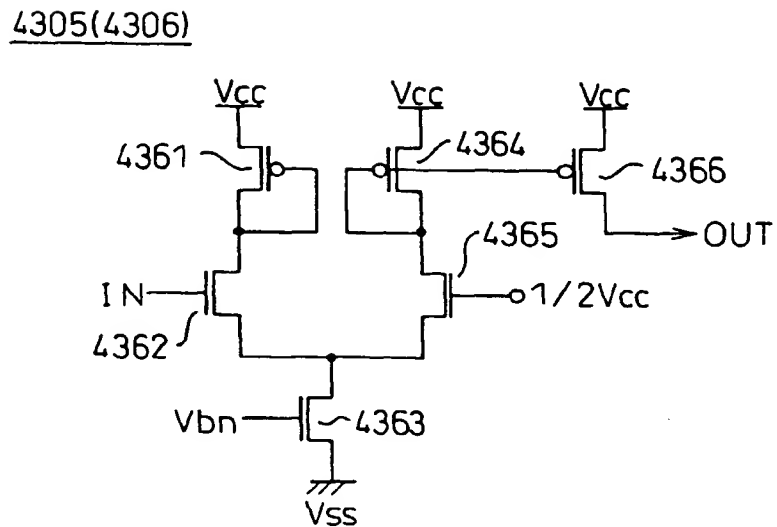 4305(4306)
Vcc Vcc Vcc
4361 4364 4366
OUT
4365
IN 1/2Vcc
4362
Vbn 4363
Vss